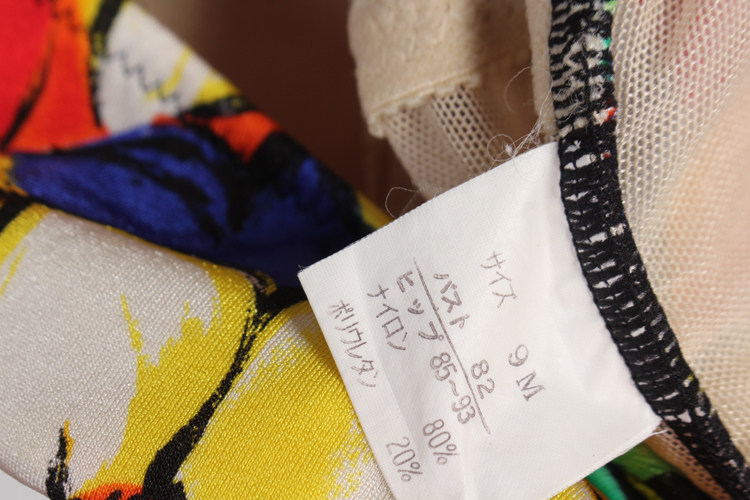 サイズ 9M
バスト 82
ヒップ 85~93
ナイロン 80%
ポリウレタン 20%